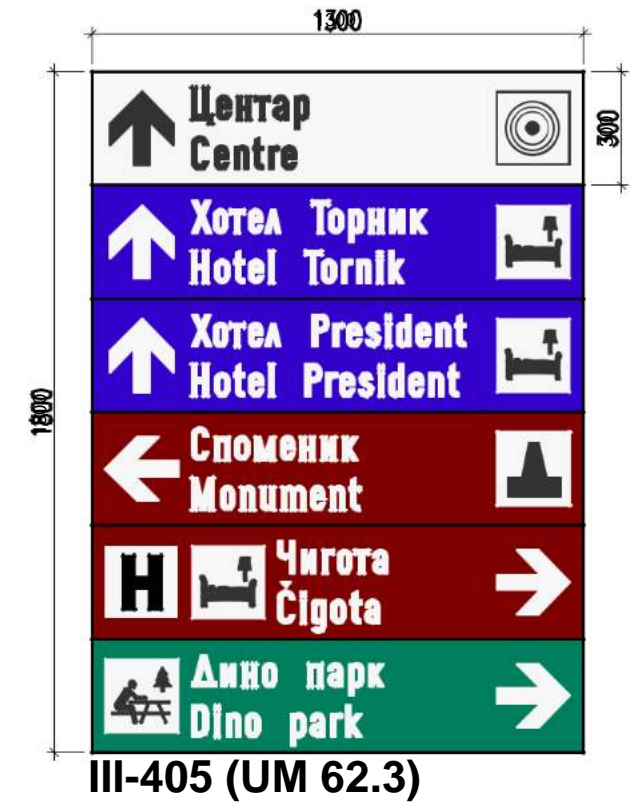 1300
Центар
Centre
300
Хотел Торник
Hotel Tornik
Хотел President
Hotel President
1800
Споменик
Monument
H
Чигота
Čigota
Дино парк
Dino park
III-405 (UM 62.3)